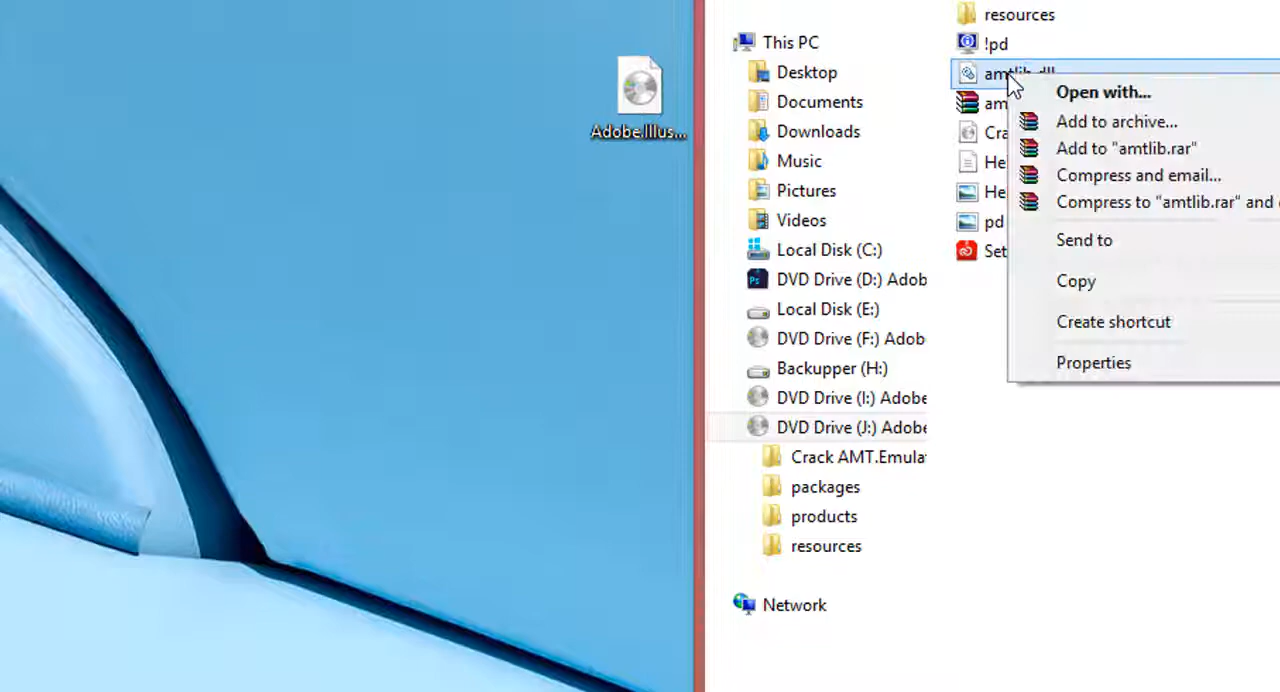 Adobe.Illus...
This PC
Desktop
Documents
Downloads
Music
Pictures
Videos
Local Disk (C:)
DVD Drive (D:) Adob
Local Disk (E:)
DVD Drive (F:) Adob
Backupper (H:)
DVD Drive (I:) Adobe
DVD Drive (J:) Adobe
Crack AMT.Emula
packages
products
resources
Network
resources
!pd
amtlib.dll
am
Cra
He
He
pd
Set
Open with...
Add to archive...
Add to "amtlib.rar"
Compress and email...
Compress to "amtlib.rar" and
Send to
Copy
Create shortcut
Properties